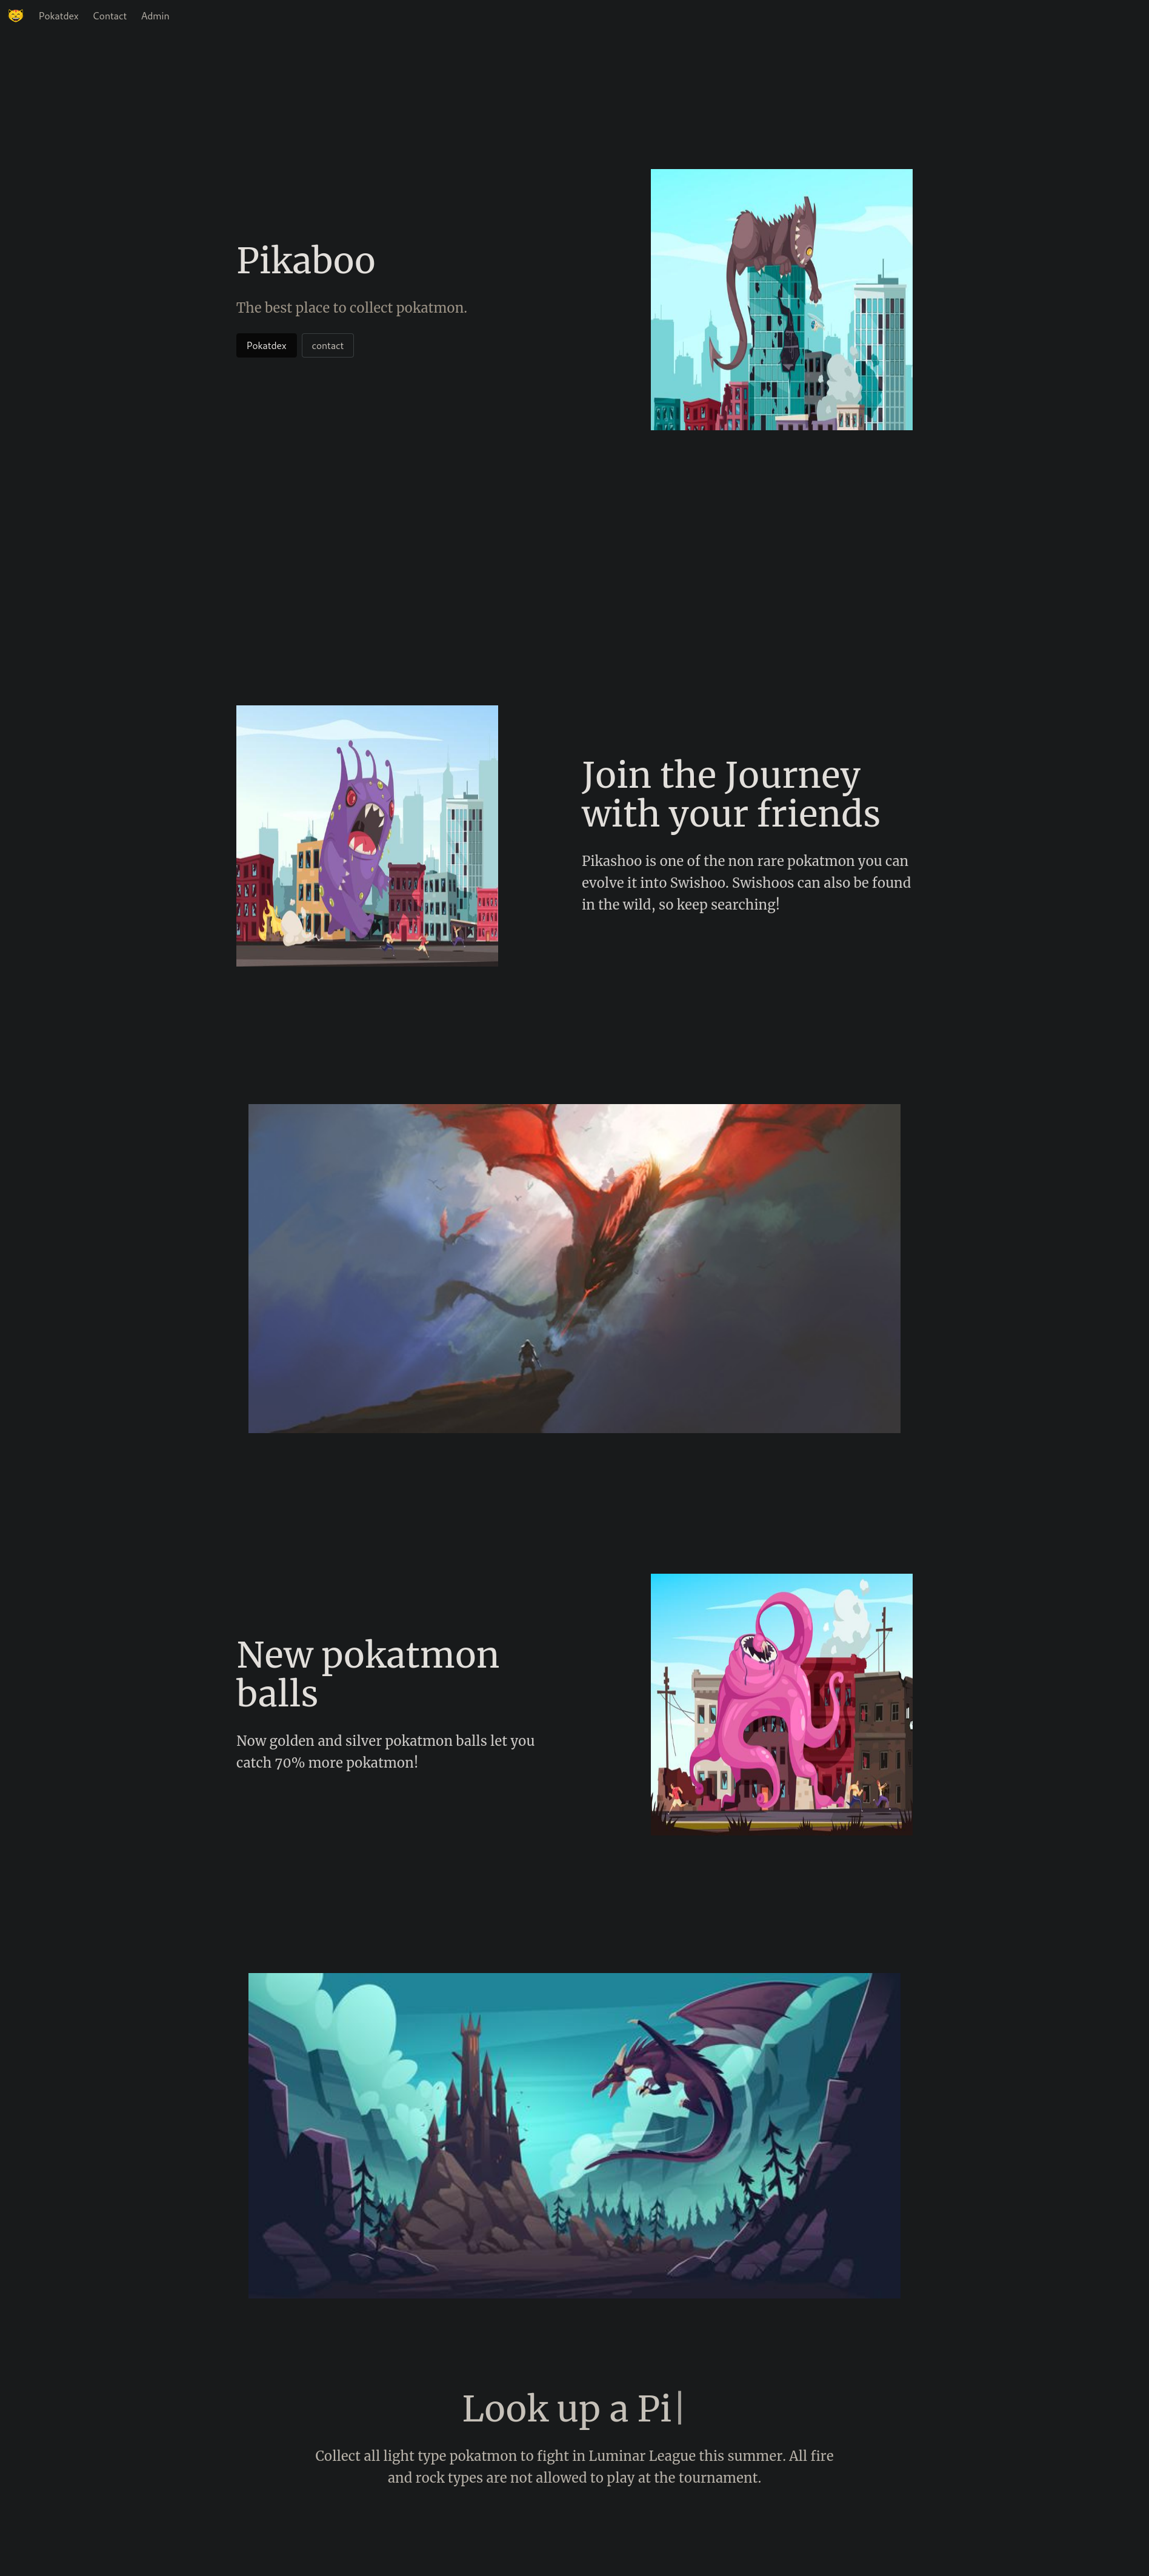 Pokatdex Contact Admin
Pikaboo
The best place to collect pokatmon.
Pokatdex contact
Join the Journey
with your friends
Pikashoo is one of the non rare pokatmon you can
evolve it into Swishoo. Swishoos can also be found
in the wild, so keep searching!
New pokatmon
balls
Now golden and silver pokatmon balls let you
catch 70% more pokatmon!
Look up a Pi|
Collect all light type pokatmon to fight in Luminar League this summer. All fire
and rock types are not allowed to play at the tournament.